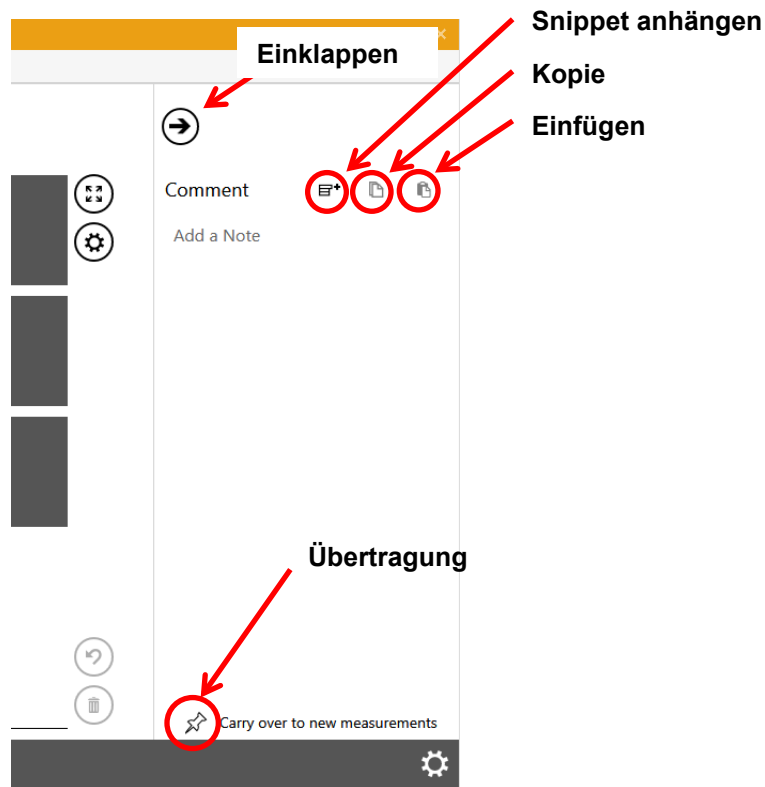 Snippet anhängen
Einklappen
Kopie
Einfügen
Comment
Add a Note
Übertragung
Carry over to new measurements